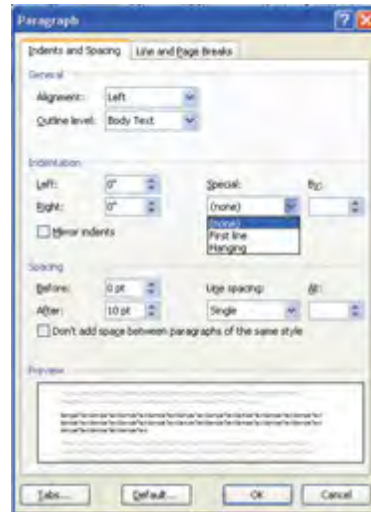 Paragraph
Indents and Spacing Line and Page Breaks
General
Alignment: Left
Outline level: Body Text
Indentation
Left: 0" Special: By:
Right: 0" (none)
(none)
Mirror indents First line
Hanging
Spacing
Before: 0 pt Line spacing: At:
After: 10 pt Single
Don't add space between paragraphs of the same style
Preview
Tabs... Default... OK Cancel